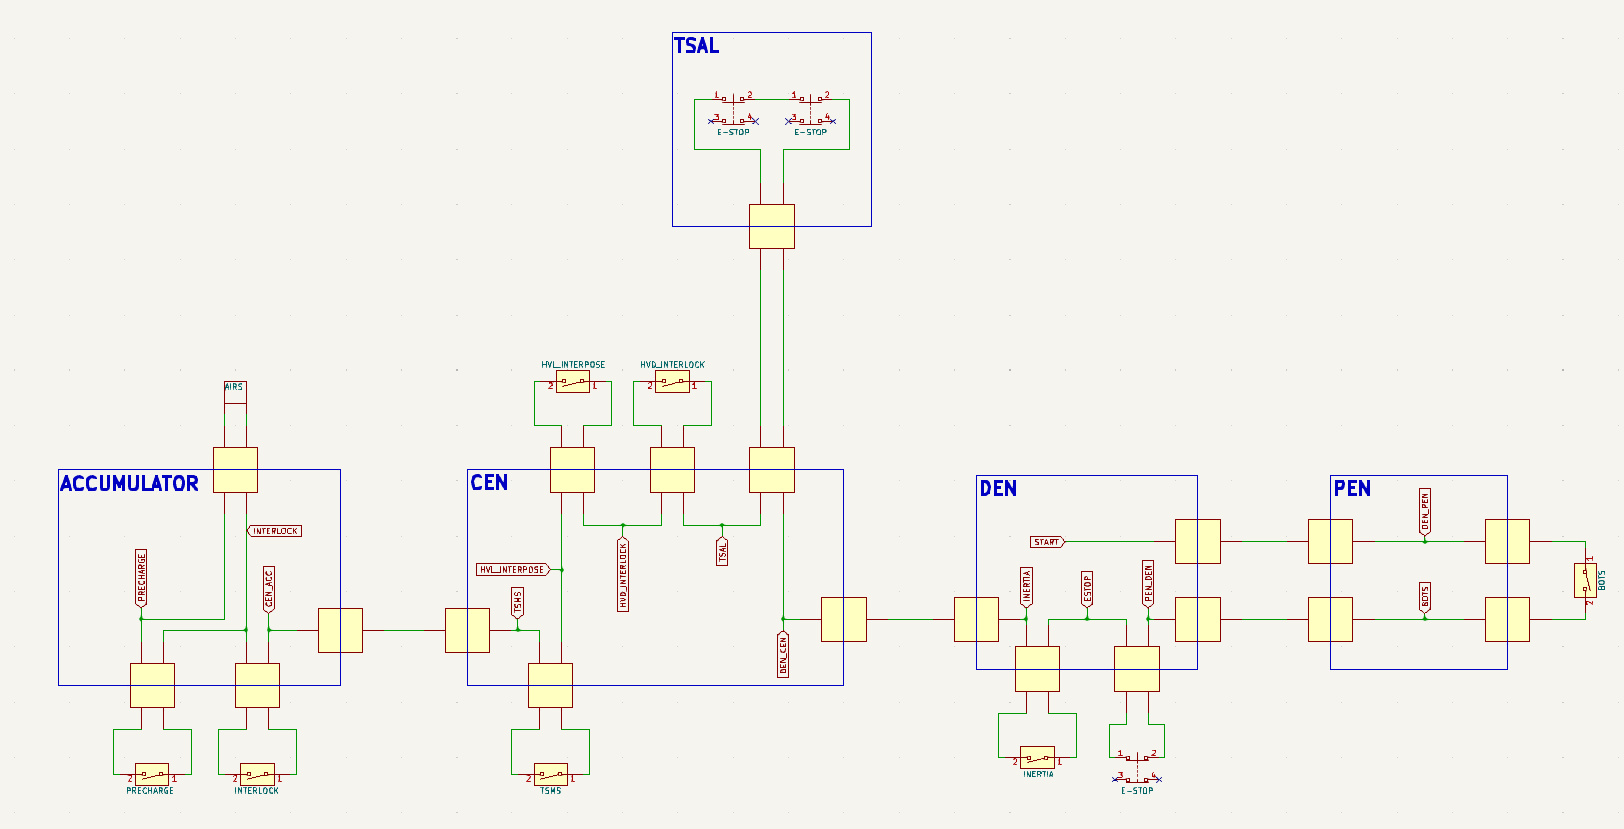 TSAL
1 2 1 2
3 4 3 4
E-STOP E-STOP
HVL_INTERPOSE HVD_INTERLOCK
2 1 2 1
AIRS
ACCUMULATOR
CEN
DEN
PEN
INTERLOCK
PRECHARGE
CEN_ACC
HVL_INTERPOSE
TSMS
HVD_INTERLOCK
TSAL
DEN_CEN
START
INERTIA
ESTOP
PEN_DEN
DEN_PEN
BOTS
1
2
BOTS
2 1
PRECHARGE
2 1
INTERLOCK
2 1
TSMS
2 1
INERTIA
1 2
3 4
E-STOP